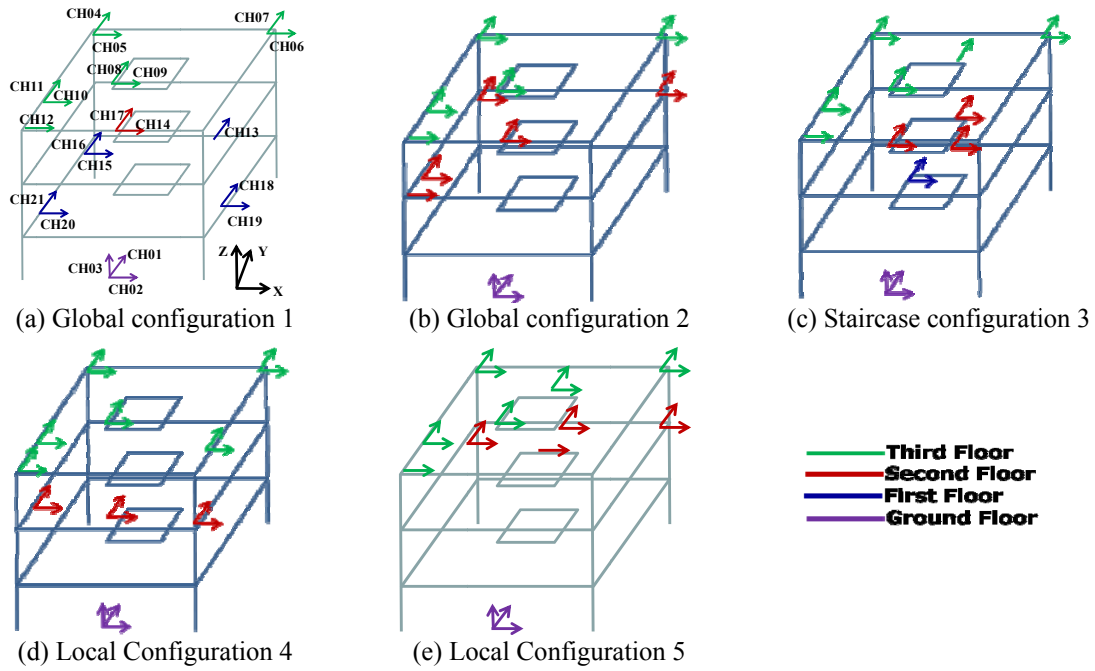 CH04
CH07
CH05
CH06
CH08
CH09
CH11
CH10
CH17
CH12
CH14
CH13
CH16
CH15
CH18
CH21
CH19
CH20
Z
Y
CH01
CH03
CH02
X
(a) Global configuration 1
(b) Global configuration 2
(c) Staircase configuration 3
Third Floor
Second Floor
First Floor
Ground Floor
(d) Local Configuration 4
(e) Local Configuration 5